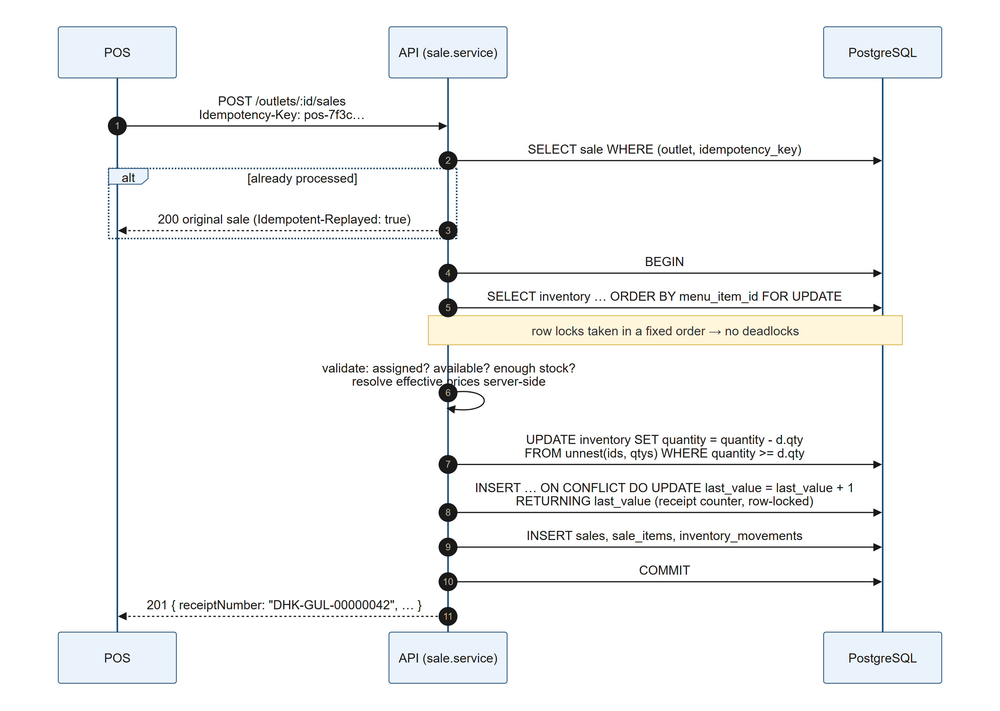 POS
API (sale.service)
PostgreSQL
POST /outlets/:id/sales
Idempotency-Key: pos-7f3c…
1
SELECT sale WHERE (outlet, idempotency_key)
2
alt
[already processed]
200 original sale (Idempotent-Replayed: true)
3
BEGIN
4
SELECT inventory … ORDER BY menu_item_id FOR UPDATE
5
row locks taken in a fixed order → no deadlocks
validate: assigned? available? enough stock?
resolve effective prices server-side
6
UPDATE inventory SET quantity = quantity - d.qty
FROM unnest(ids, qtys) WHERE quantity >= d.qty
7
INSERT … ON CONFLICT DO UPDATE last_value = last_value + 1
RETURNING last_value (receipt counter, row-locked)
8
INSERT sales, sale_items, inventory_movements
9
COMMIT
10
201 { receiptNumber: "DHK-GUL-00000042", … }
11
POS
API (sale.service)
PostgreSQL